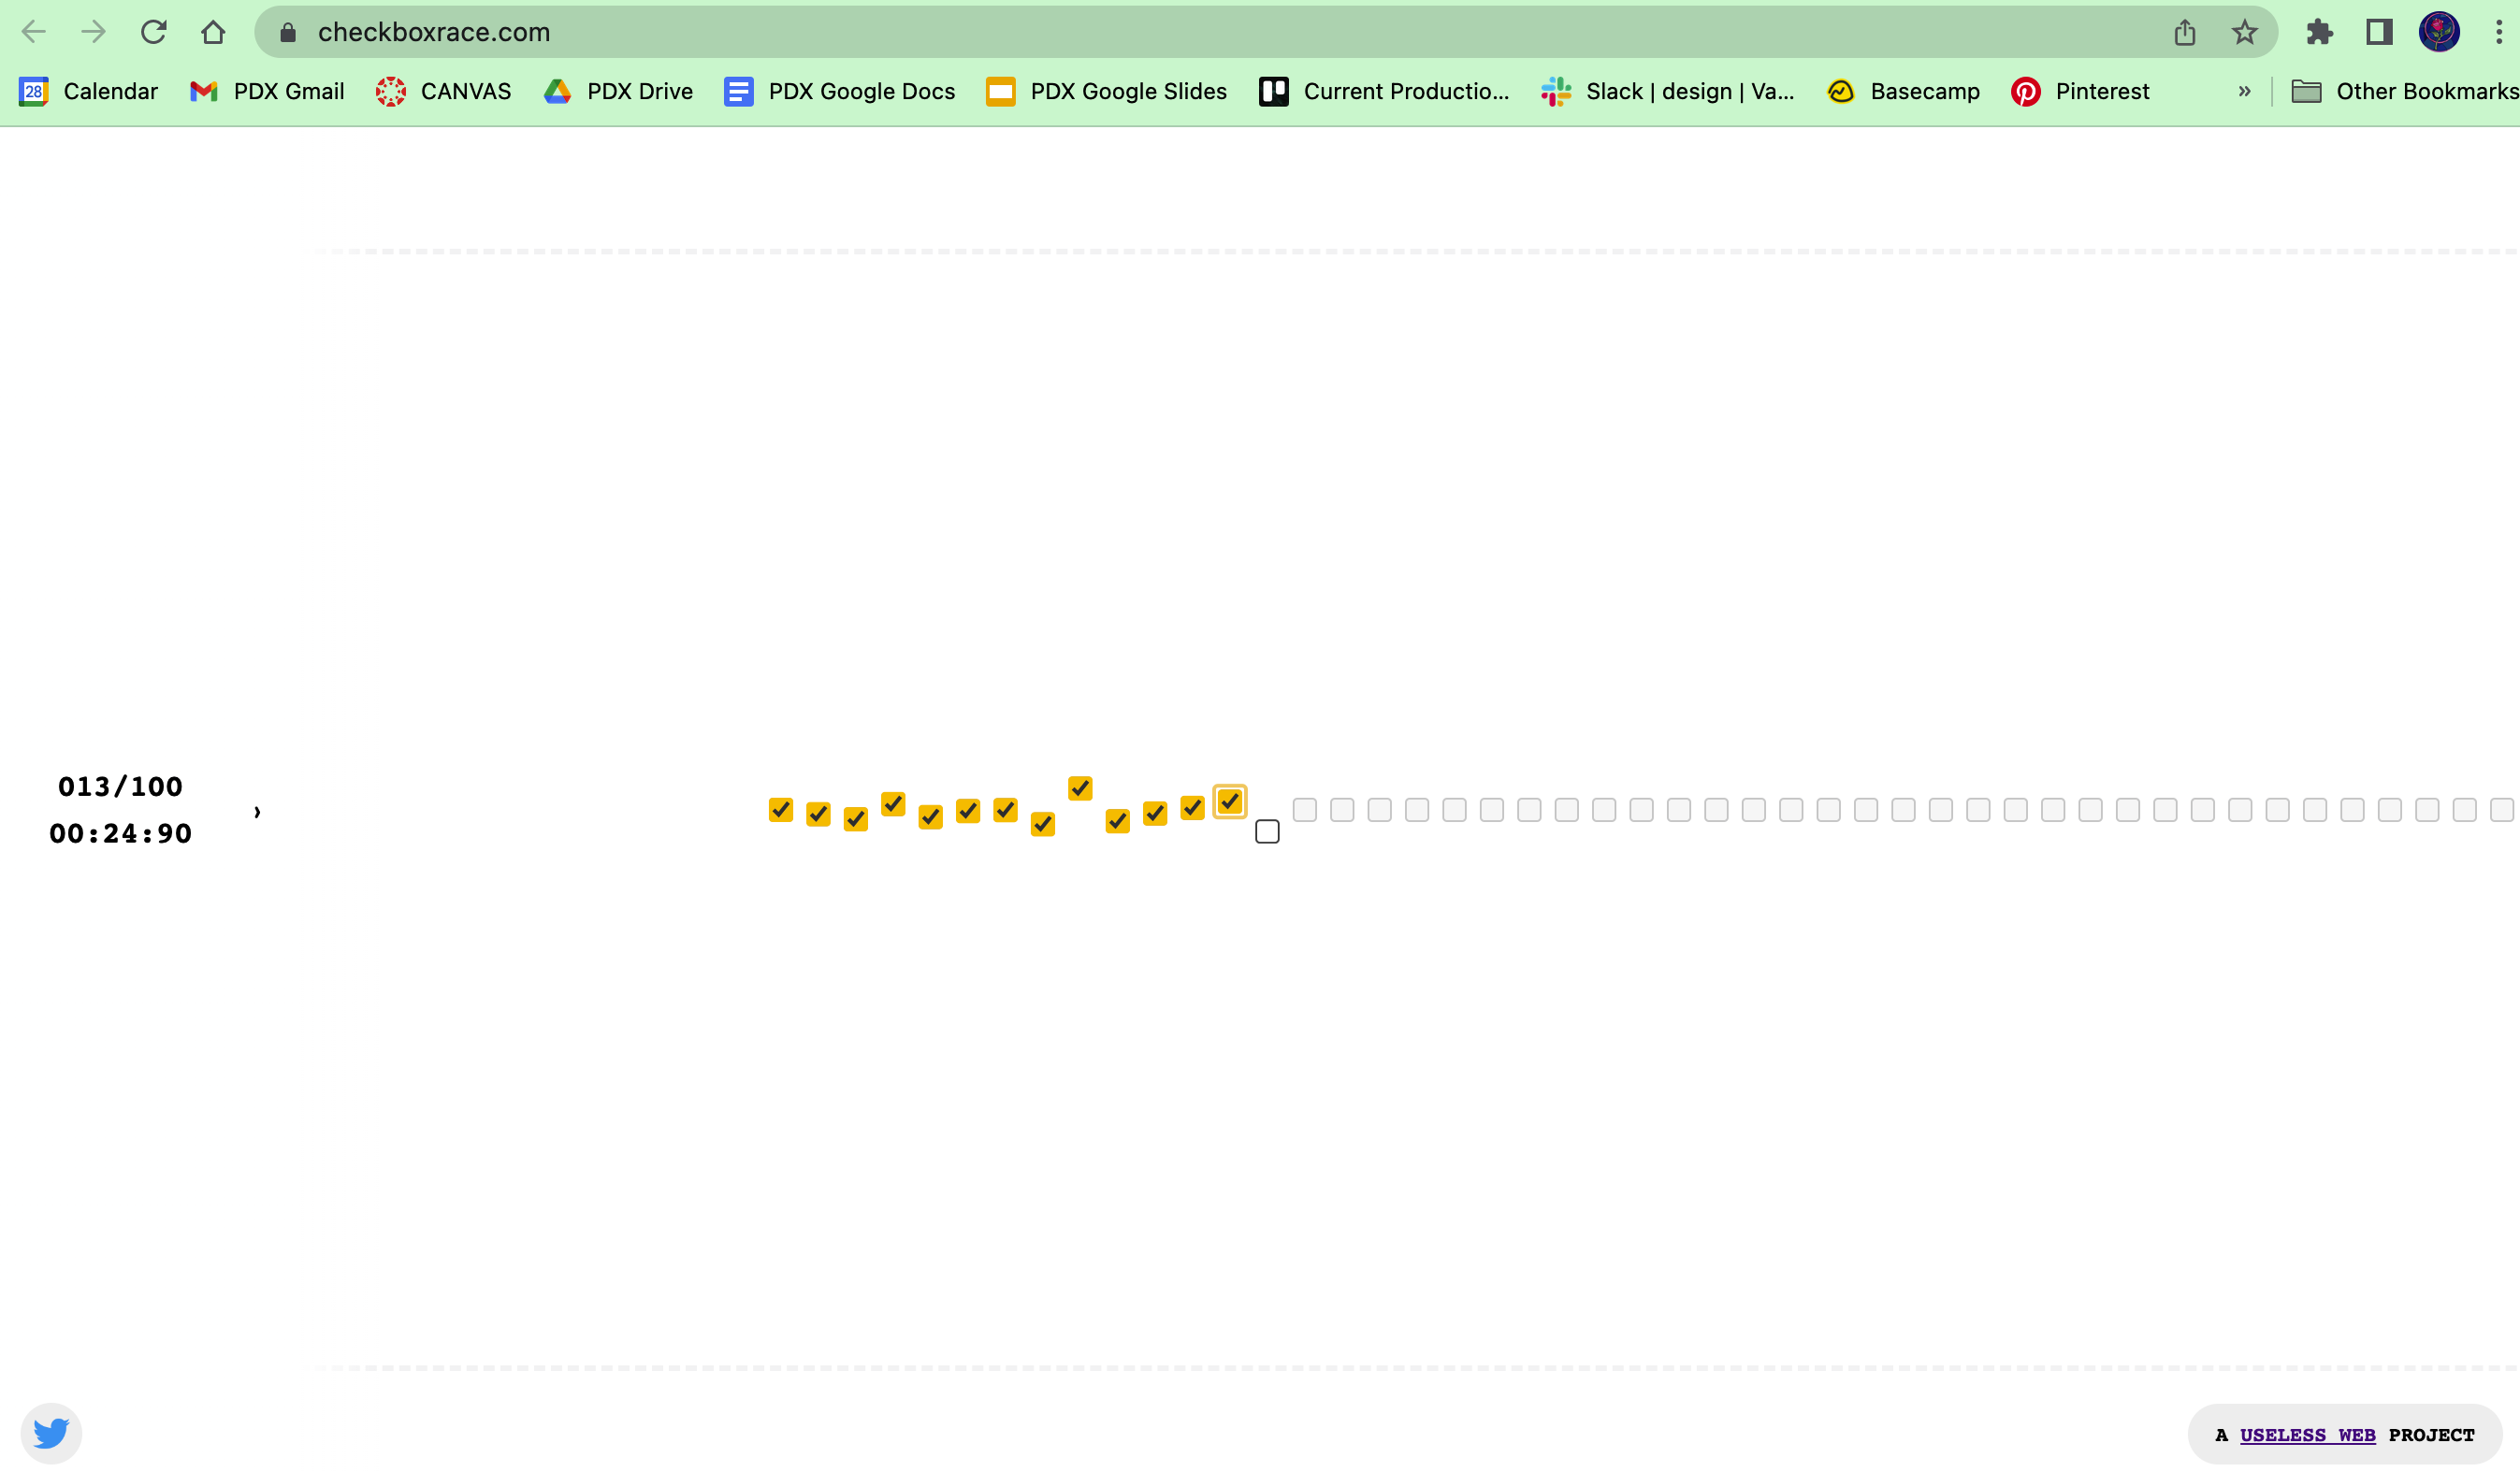 checkboxrace.com
28 Calendar PDX Gmail CANVAS PDX Drive PDX Google Docs PDX Google Slides Current Productio... Slack | design | Va... Basecamp Pinterest » Other Bookmarks
013/100 ›
00:24:90
A USELESS WEB PROJECT